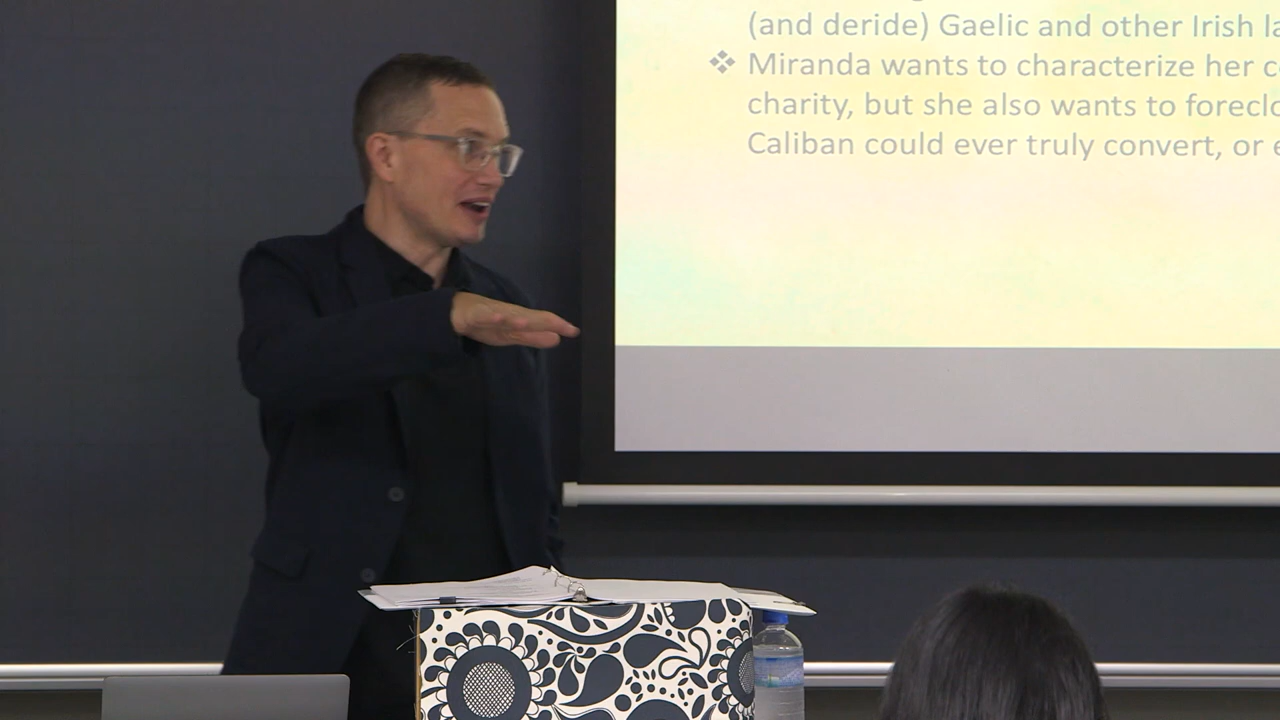 (and deride) Gaelic and other Irish la
❖ Miranda wants to characterize her c
charity, but she also wants to foreclo
Caliban could ever truly convert, or e